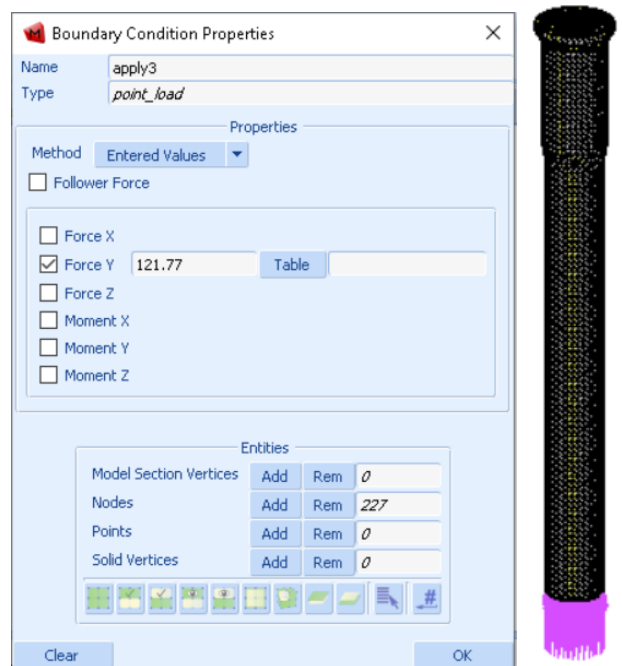 Boundary Condition Properties
Name apply3
Type point_load
Properties
Method Entered Values
Follower Force
Force X
Force Y 121.77 Table
Force Z
Moment X
Moment Y
Moment Z
Entities
Model Section Vertices Add Rem 0
Nodes Add Rem 227
Points Add Rem 0
Solid Vertices Add Rem 0
#
Clear OK